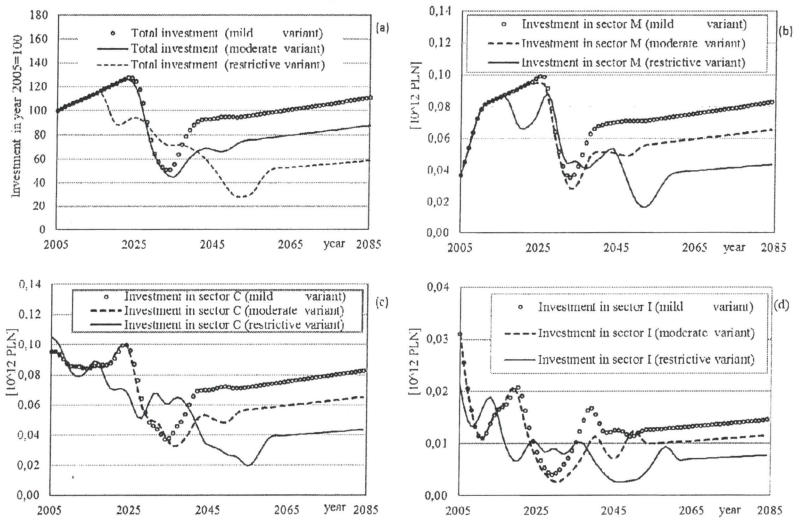 (a)
Investment in year 2005=100
180
160
140
120
100
80
60
40
20
0
Total investment (mild variant)
Total investment (moderate variant)
Total investment (restrictive variant)
2005 2025 2045 2065 year 2085
(b)
[10^12 PLN]
0,14
0,12
0,10
0,08
0,06
0,04
0,02
0,00
Investment in sector M (mild variant)
Investment in sector M (moderate variant)
Investment in sector M (restrictive variant)
2005 2025 2045 2065 year 2085
(c)
[10^12 PLN]
0,14
0,12
0,10
0,08
0,06
0,04
0,02
0,00
Investment in sector C (mild variant)
Investment in sector C (moderate variant)
Investment in sector C (restrictive variant)
2005 2025 2045 2065 year 2085
(d)
[10^12 PLN]
0,04
0,03
0,02
0,01
0,00
Investment in sector I (mild variant)
Investment in sector I (moderate variant)
Investment in sector I (restrictive variant)
2005 2025 2045 2065 year 2085